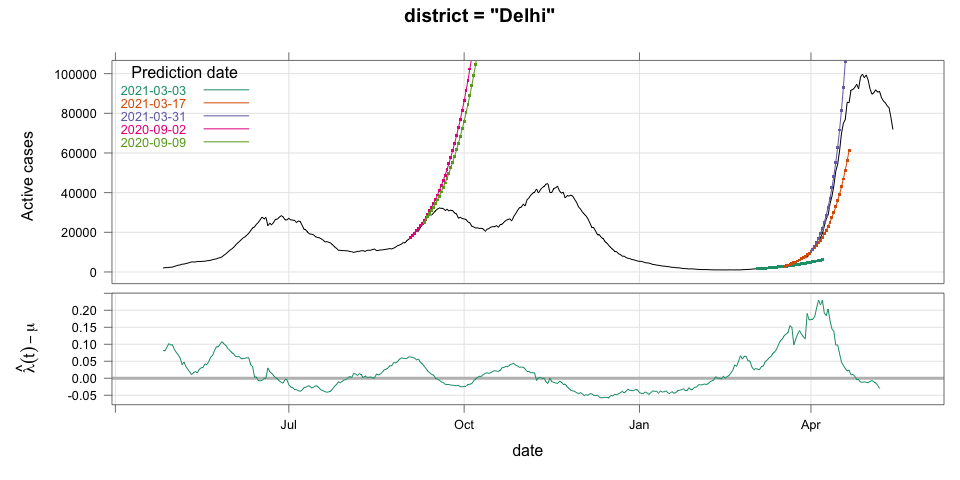 district = "Delhi"
Prediction date
2021-03-03
2021-03-17
2021-03-31
2020-09-02
2020-09-09
Active cases
100000
80000
60000
40000
20000
0
λ̂(t) − μ
0.20
0.15
0.10
0.05
0.00
-0.05
Jul
Oct
Jan
Apr
date